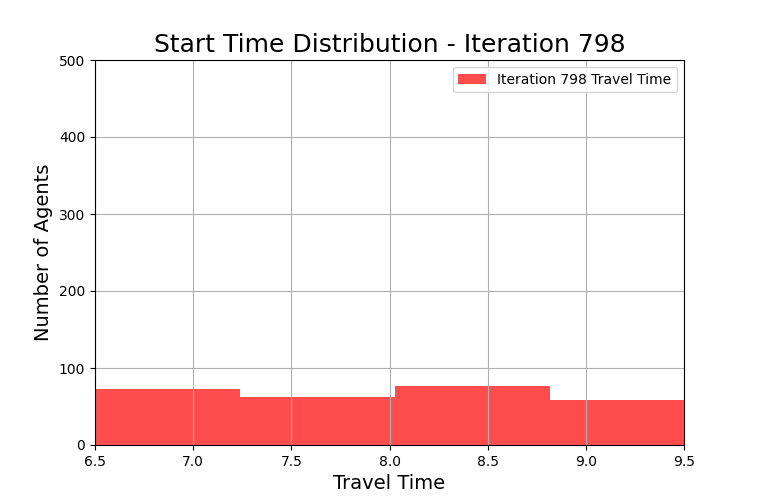 Start Time Distribution - Iteration 798
Iteration 798 Travel Time
Number of Agents
500
400
300
200
100
0
6.5 7.0 7.5 8.0 8.5 9.0 9.5
Travel Time